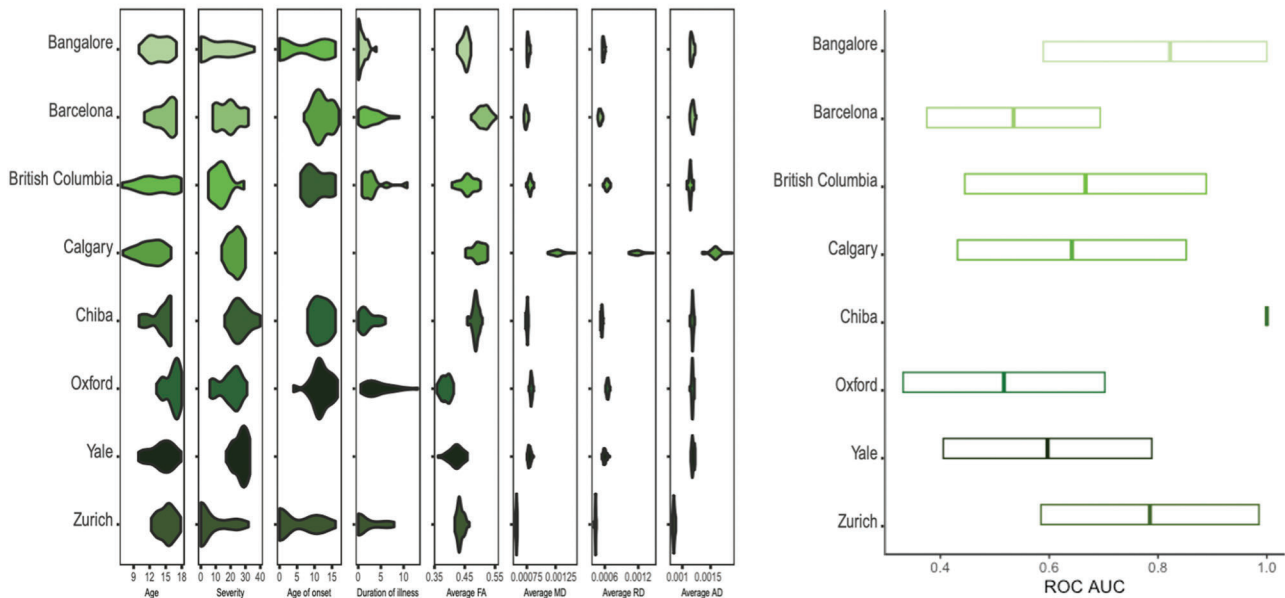 Bangalore
Barcelona
British Columbia
Calgary
Chiba
Oxford
Yale
Zurich
9 12 15 18
0 10 20 30 40
0 5 10 15
0 5 10
0.35 0.45 0.55
0.00075 0.00125
0.0006 0.0012
0.001 0.0015
Age
Severity
Age of onset
Duration of illness
Average FA
Average MD
Average RD
Average AD
Bangalore
Barcelona
British Columbia
Calgary
Chiba
Oxford
Yale
Zurich
0.4 0.6 0.8 1.0
ROC AUC